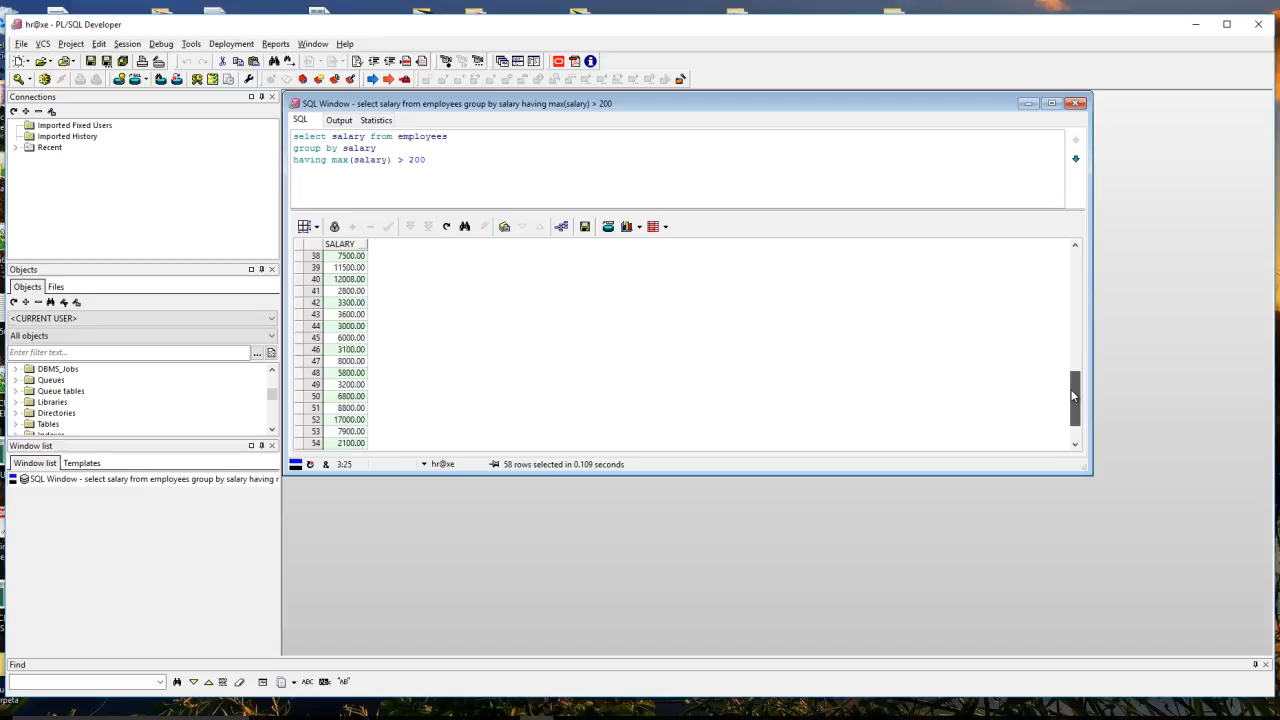 hr@xe - PL/SQL Developer
File VCS Project Edit Session Debug Tools Deployment Reports Window Help
Connections
Imported Fixed Users
Imported History
Recent
Objects
Objects Files
<CURRENT USER>
All objects
Enter filter text...
...
DBMS_Jobs
Queues
Queue tables
Libraries
Directories
Tables
Window list
Window list Templates
SQL Window - select salary from employees group by salary having r
SQL Window - select salary from employees group by salary having max(salary) > 200
SQL Output Statistics
select salary from employees
group by salary
having max(salary) > 200
SALARY
38 7500.00
39 11500.00
40 12008.00
41 2800.00
42 3300.00
43 3600.00
44 3000.00
45 6000.00
46 3100.00
47 8000.00
48 5800.00
49 3200.00
50 6800.00
51 8800.00
52 17000.00
53 7900.00
54 2100.00
& 3:25 hr@xe 58 rows selected in 0.109 seconds
Find
ABC "AB"
rpeta